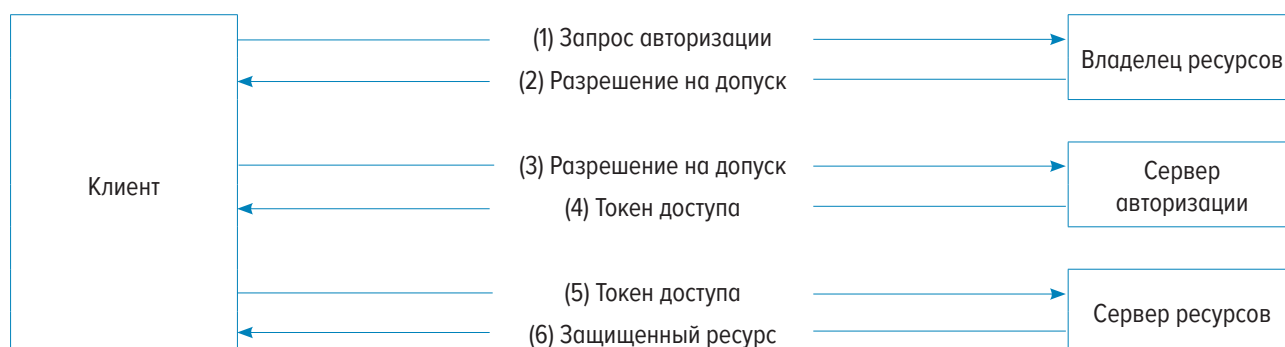 (1) Запрос авторизации
Владелец ресурсов
(2) Разрешение на допуск
Клиент
(3) Разрешение на допуск
Сервер
авторизации
(4) Токен доступа
(5) Токен доступа
Сервер ресурсов
(6) Защищенный ресурс